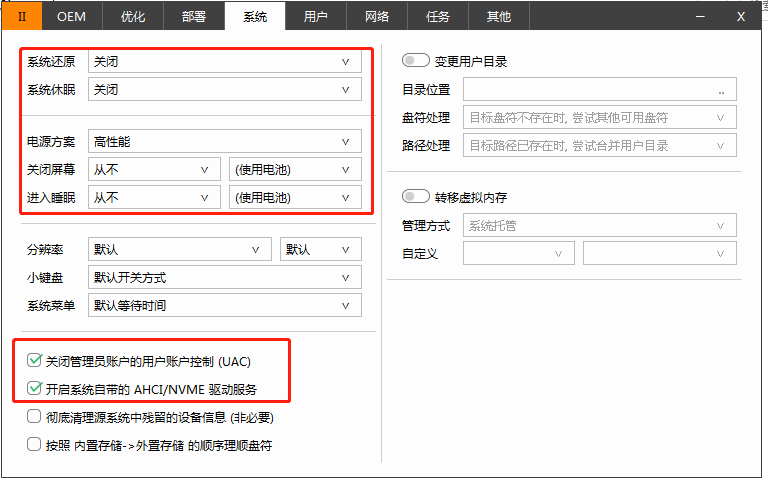 II OEM 优化 部署 系统 用户 网络 任务 其他 X
系统还原 关闭
系统休眠 关闭
电源方案 高性能
关闭屏幕 从不 (使用电池)
进入睡眠 从不 (使用电池)
分辨率 默认 默认
小键盘 默认开关方式
系统菜单 默认等待时间
关闭管理员账户的用户账户控制 (UAC)
开启系统自带的 AHCI/NVME 驱动服务
彻底清理源系统中残留的设备信息 (非必要)
按照 内置存储->外置存储 的顺序理顺盘符
变更用户目录
目录位置 ..
盘符处理 目标盘符不存在时, 尝试其他可用盘符
路径处理 目标路径已存在时, 尝试合并用户目录
转移虚拟内存
管理方式 系统托管
自定义